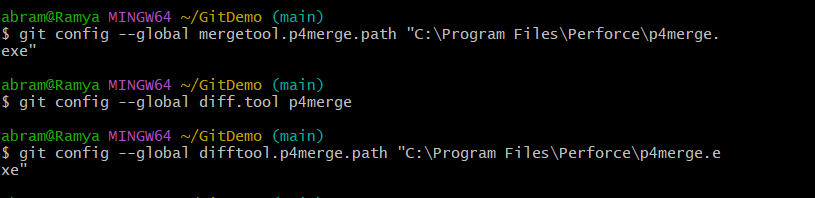 abram@Ramya MINGW64 ~/GitDemo (main)
$ git config --global mergetool.p4merge.path "C:\Program Files\Perforce\p4merge.
exe"
abram@Ramya MINGW64 ~/GitDemo (main)
$ git config --global diff.tool p4merge
abram@Ramya MINGW64 ~/GitDemo (main)
$ git config --global difftool.p4merge.path "C:\Program Files\Perforce\p4merge.e
xe"